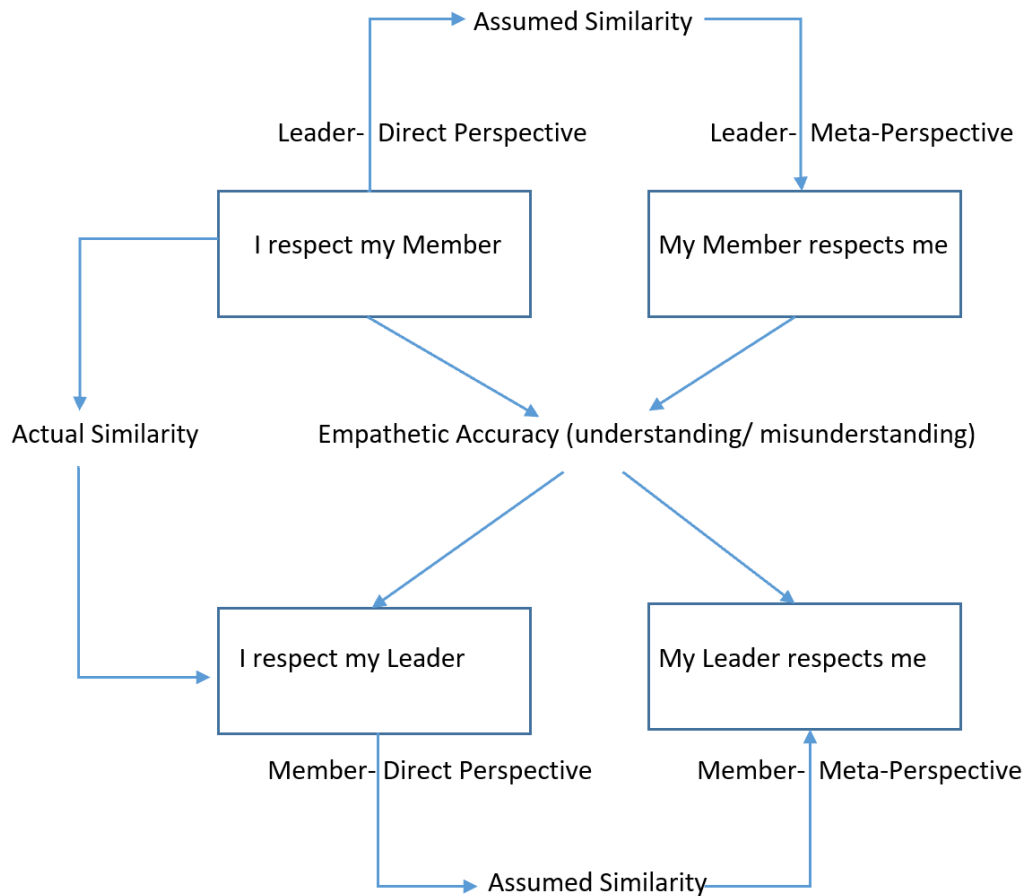 Assumed Similarity
Leader- Direct Perspective
Leader- Meta-Perspective
I respect my Member
My Member respects me
Actual Similarity
Empathetic Accuracy (understanding/ misunderstanding)
I respect my Leader
My Leader respects me
Member- Direct Perspective
Member- Meta-Perspective
Assumed Similarity